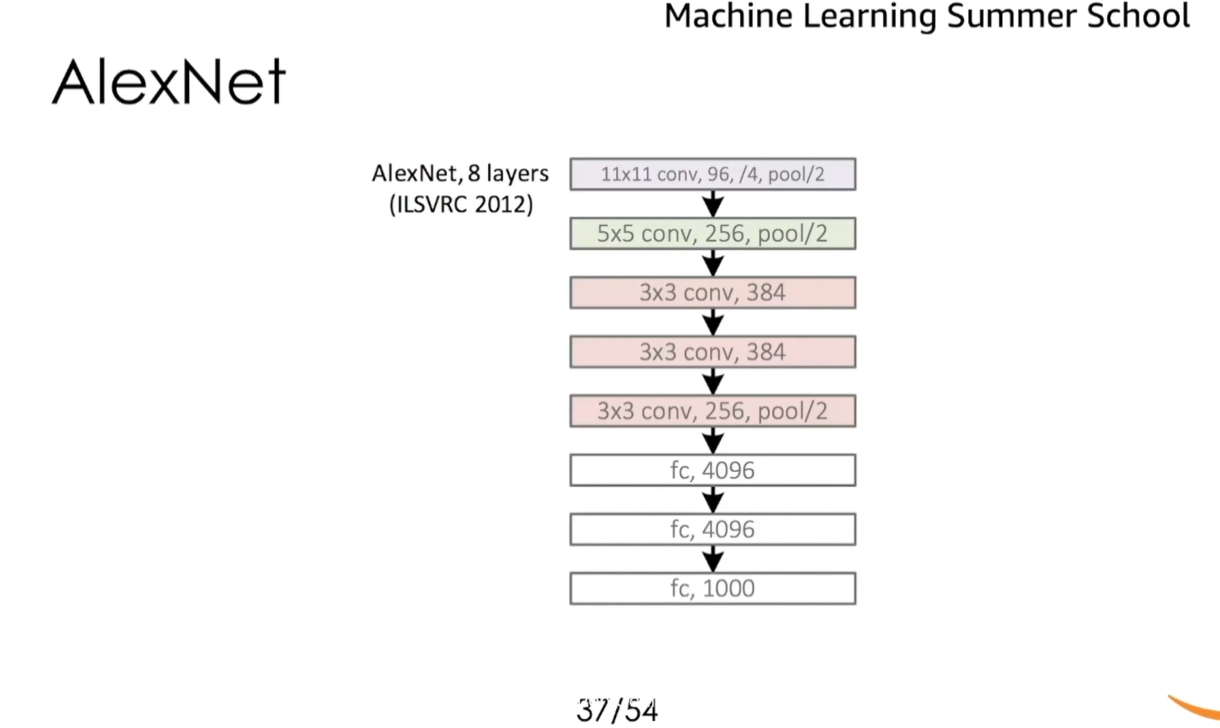 Machine Learning Summer School
AlexNet
AlexNet, 8 layers
(ILSVRC 2012)
11x11 conv, 96, /4, pool/2
5x5 conv, 256, pool/2
3x3 conv, 384
3x3 conv, 384
3x3 conv, 256, pool/2
fc, 4096
fc, 4096
fc, 1000
37/54